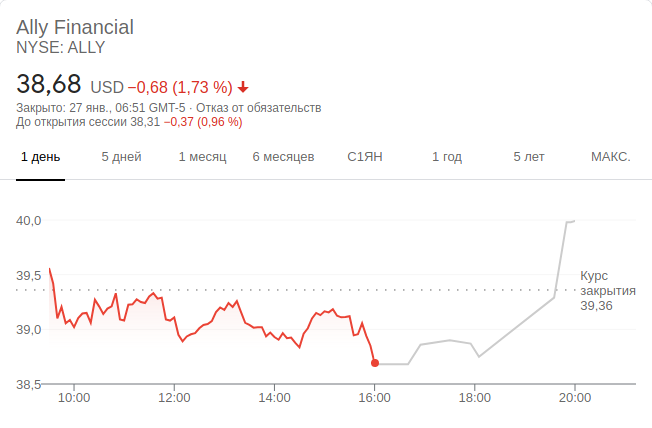 Ally Financial
NYSE: ALLY
38,68 USD −0,68 (1,73 %)
Закрыто: 27 янв., 06:51 GMT-5 · Отказ от обязательств
До открытия сессии 38,31 −0,37 (0,96 %)
1 день 5 дней 1 месяц 6 месяцев С1ЯН 1 год 5 лет МАКС.
40,0
39,5
Курс
закрытия
39,36
39,0
38,5
10:00 12:00 14:00 16:00 18:00 20:00